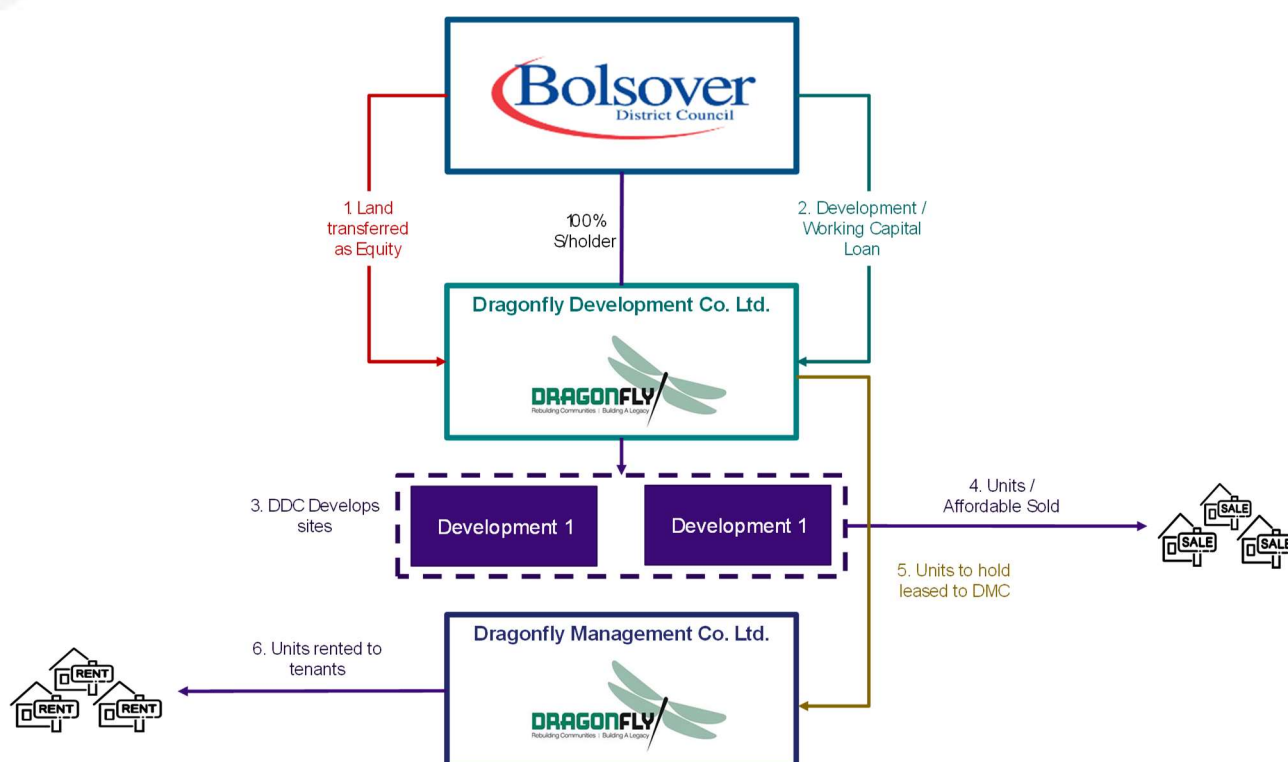 Bolsover
District Council
1. Land
transferred
as Equity
100%
S/holder
2. Development /
Working Capital
Loan
Dragonfly Development Co. Ltd.
DRAGONFLY
Rebuilding Communities | Building A Legacy
3. DDC Develops
sites
Development 1
Development 1
4. Units /
Affordable Sold
SALE
SALE
SALE
5. Units to hold
leased to DMC
Dragonfly Management Co. Ltd.
DRAGONFLY
Rebuilding Communities | Building A Legacy
6. Units rented to
tenants
RENT
RENT
RENT